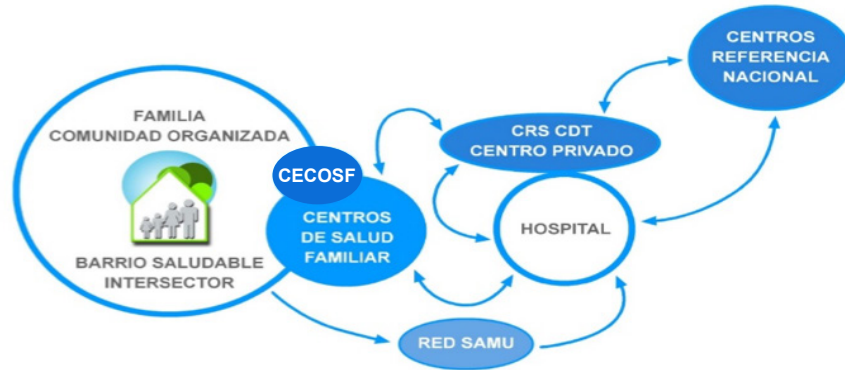 FAMILIA
COMUNIDAD ORGANIZADA
BARRIO SALUDABLE
INTERSECTOR
CECOSF
CENTROS
DE SALUD
FAMILIAR
CRS CDT
CENTRO PRIVADO
HOSPITAL
RED SAMU
CENTROS
REFERENCIA
NACIONAL